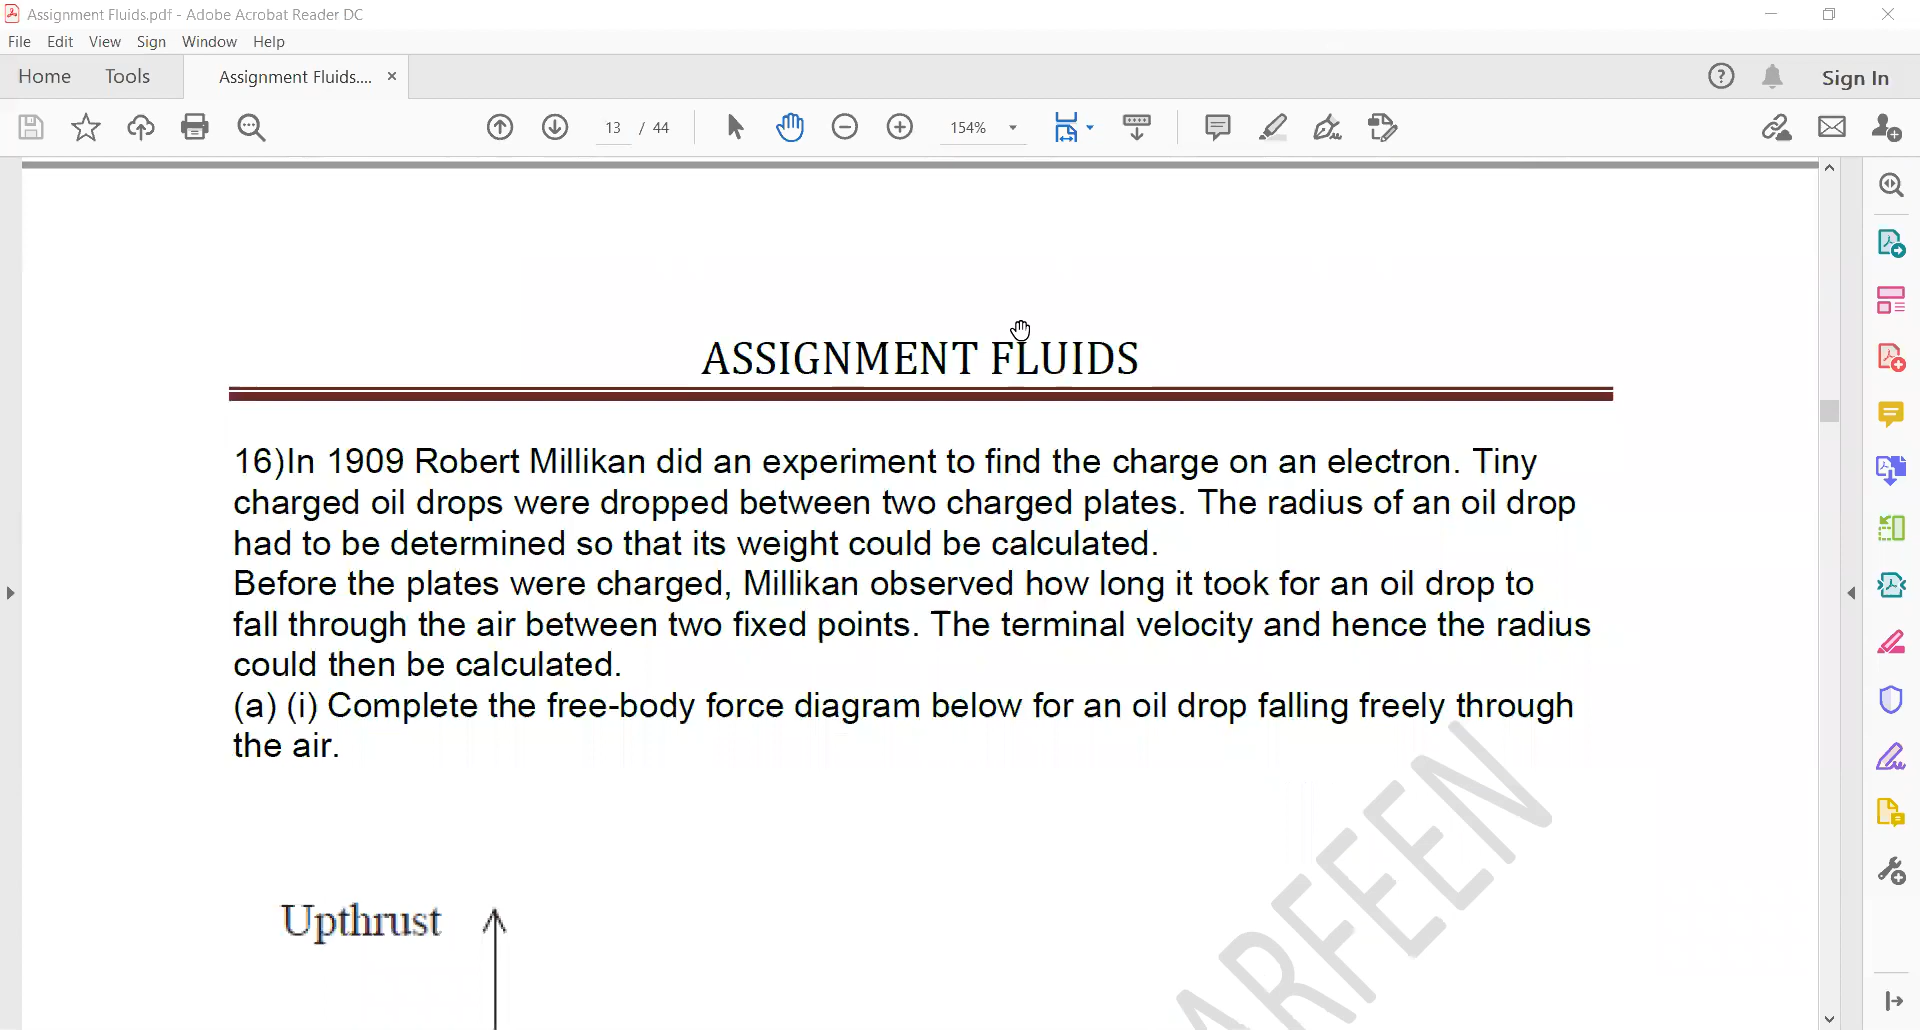 Assignment Fluids.pdf - Adobe Acrobat Reader DC
File Edit View Sign Window Help
Home Tools Assignment Fluids.... × Sign In
13 / 44 154%
ASSIGNMENT FLUIDS
16)In 1909 Robert Millikan did an experiment to find the charge on an electron. Tiny
charged oil drops were dropped between two charged plates. The radius of an oil drop
had to be determined so that its weight could be calculated.
Before the plates were charged, Millikan observed how long it took for an oil drop to
fall through the air between two fixed points. The terminal velocity and hence the radius
could then be calculated.
(a) (i) Complete the free-body force diagram below for an oil drop falling freely through
the air.
Upthrust
ARFEEN